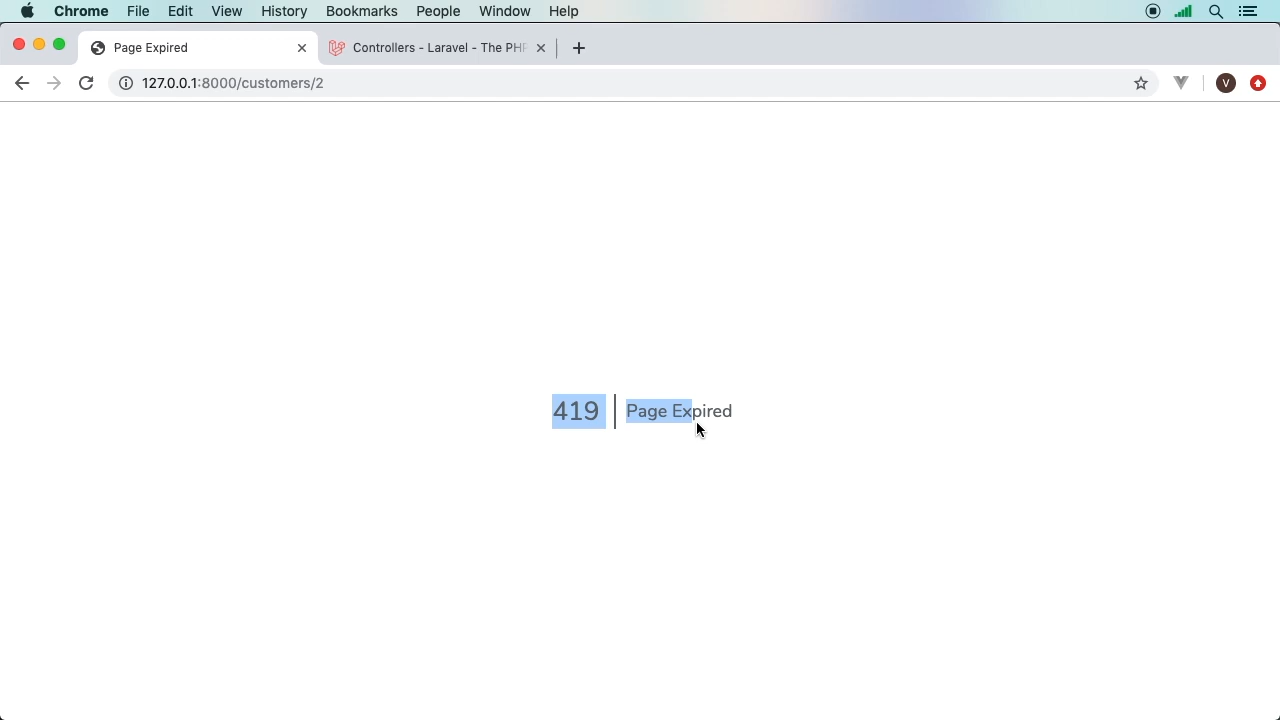 Chrome File Edit View History Bookmarks People Window Help
Page Expired
Controllers - Laravel - The PHP
127.0.0.1:8000/customers/2
V
419 Page Expired